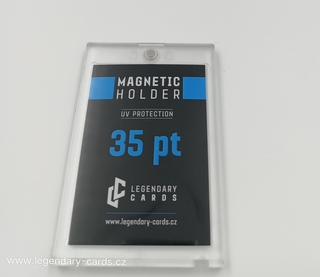 MAGNETIC
HOLDER
UV PROTECTION
35 pt
LEGENDARY
CARDS
www.legendary-cards.cz
www.legendary-cards.cz